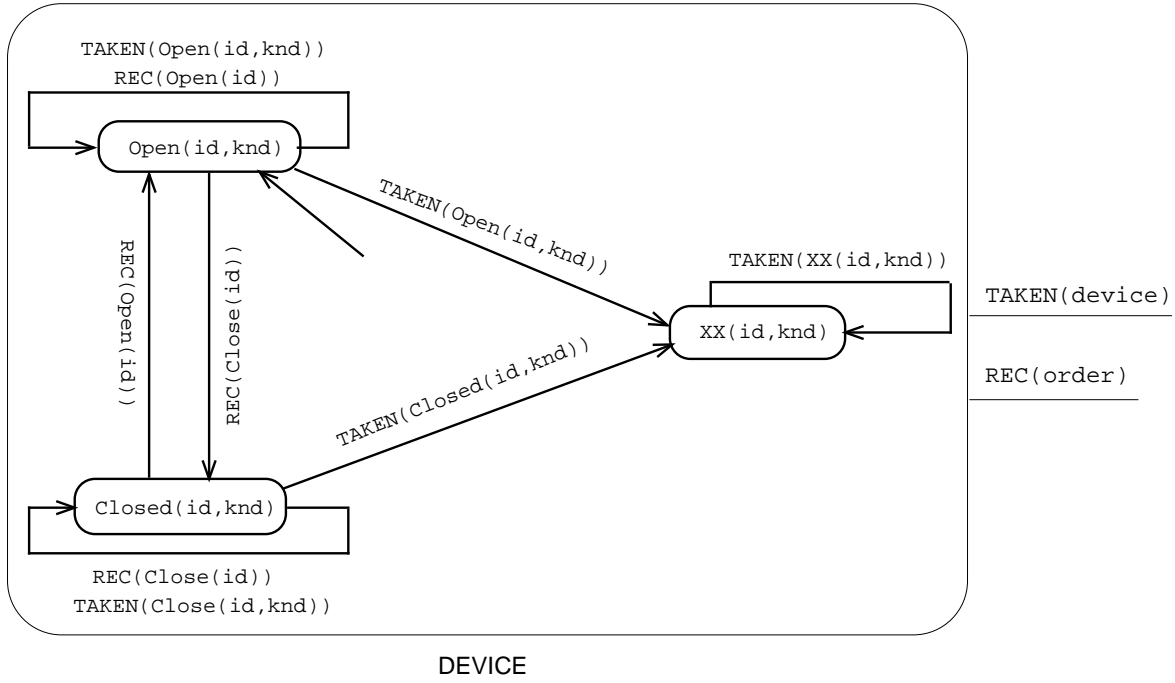 TAKEN(Open(id,knd))
REC(Open(id))
Open(id,knd)
TAKEN(Open(id,knd))
REC(Open(id))
REC(Close(id))
TAKEN(XX(id,knd))
XX(id,knd)
TAKEN(device)
REC(order)
TAKEN(Closed(id,knd))
Closed(id,knd)
REC(Close(id))
TAKEN(Close(id,knd))
DEVICE